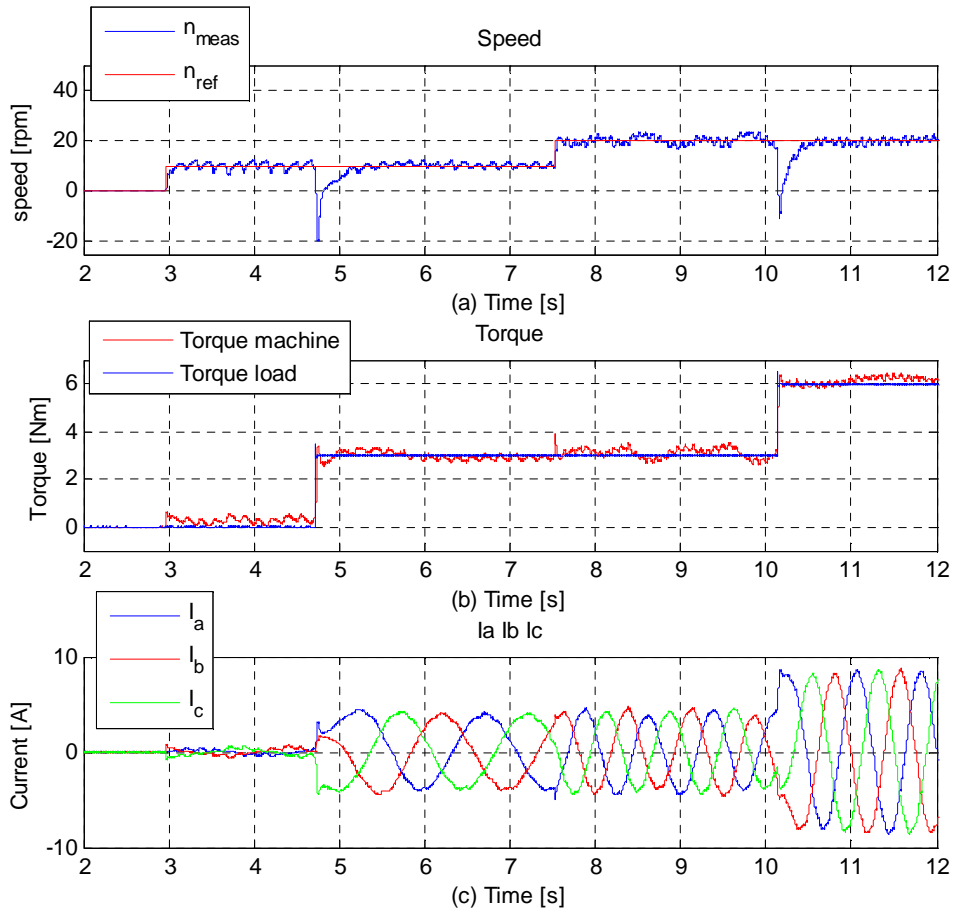 n_meas
n_ref
Speed
40
20
0
-20
speed [rpm]
2 3 4 5 6 7 8 9 10 11 12
(a) Time [s]
Torque machine
Torque load
Torque
6
4
2
0
Torque [Nm]
2 3 4 5 6 7 8 9 10 11 12
(b) Time [s]
I_a
I_b
I_c
Ia Ib Ic
10
0
-10
Current [A]
2 3 4 5 6 7 8 9 10 11 12
(c) Time [s]